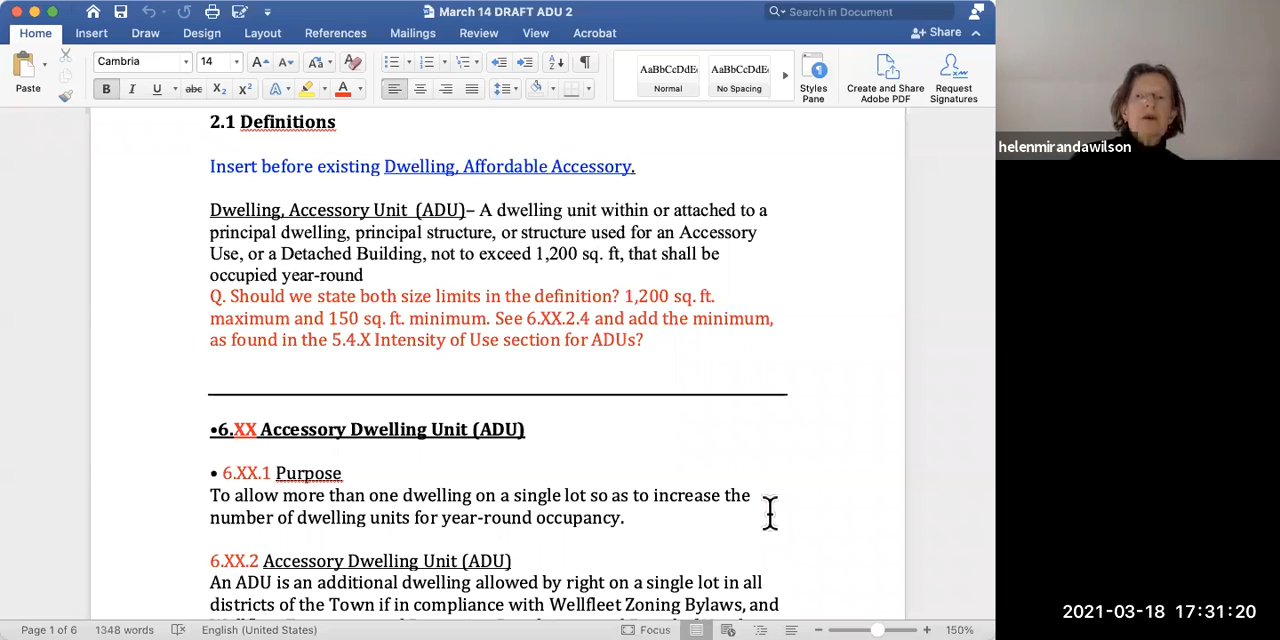 March 14 DRAFT ADU 2
Search in Document
Home Insert Draw Design Layout References Mailings Review View Acrobat
Share
Paste
Cambria 14
AaBbCcDdE AaBbCcDdE
Normal No Spacing
Styles Pane
Create and Share Adobe PDF
Request Signatures
helenmirandawilson
2.1 Definitions
Insert before existing Dwelling, Affordable Accessory.
Dwelling, Accessory Unit (ADU)– A dwelling unit within or attached to a
principal dwelling, principal structure, or structure used for an Accessory
Use, or a Detached Building, not to exceed 1,200 sq. ft, that shall be
occupied year-round
Q. Should we state both size limits in the definition? 1,200 sq. ft.
maximum and 150 sq. ft. minimum. See 6.XX.2.4 and add the minimum,
as found in the 5.4.X Intensity of Use section for ADUs?
•6.XX Accessory Dwelling Unit (ADU)
• 6.XX.1 Purpose
To allow more than one dwelling on a single lot so as to increase the
number of dwelling units for year-round occupancy.
6.XX.2 Accessory Dwelling Unit (ADU)
An ADU is an additional dwelling allowed by right on a single lot in all
districts of the Town if in compliance with Wellfleet Zoning Bylaws, and
Page 1 of 6 1348 words English (United States) Focus 150%
2021-03-18 17:31:20